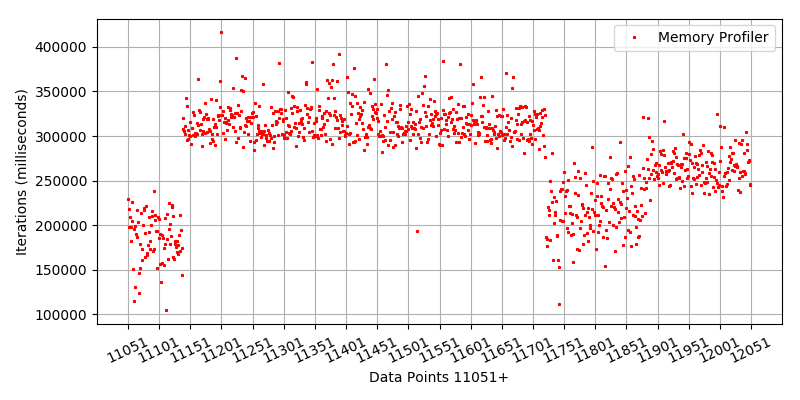 Memory Profiler
Iterations (milliseconds)
400000
350000
300000
250000
200000
150000
100000
11051 11101 11151 11201 11251 11301 11351 11401 11451 11501 11551 11601 11651 11701 11751 11801 11851 11901 11951 12001 12051
Data Points 11051+